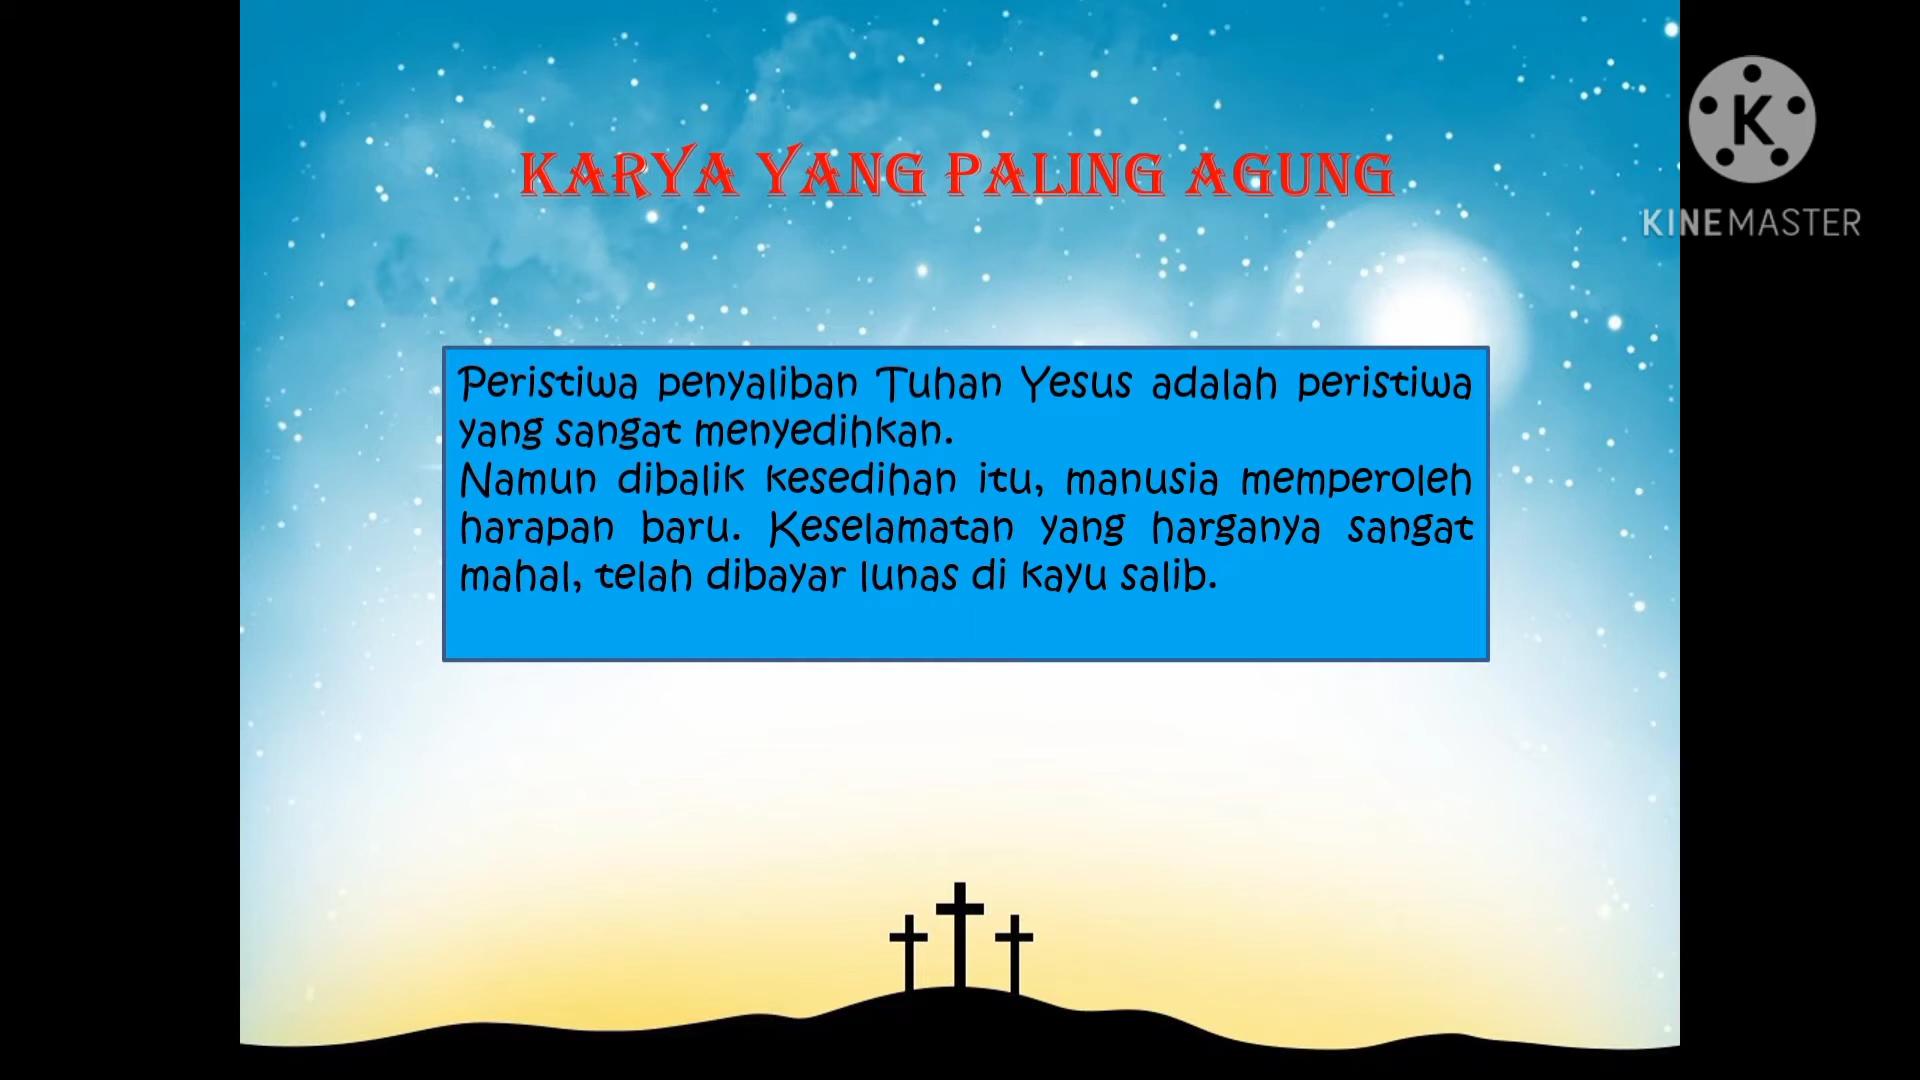 KARYA YANG PALING AGUNG
K
KINEMASTER
Peristiwa penyaliban Tuhan Yesus adalah peristiwa
yang sangat menyedihkan.
Namun dibalik kesedihan itu, manusia memperoleh
harapan baru. Keselamatan yang harganya sangat
mahal, telah dibayar lunas di kayu salib.